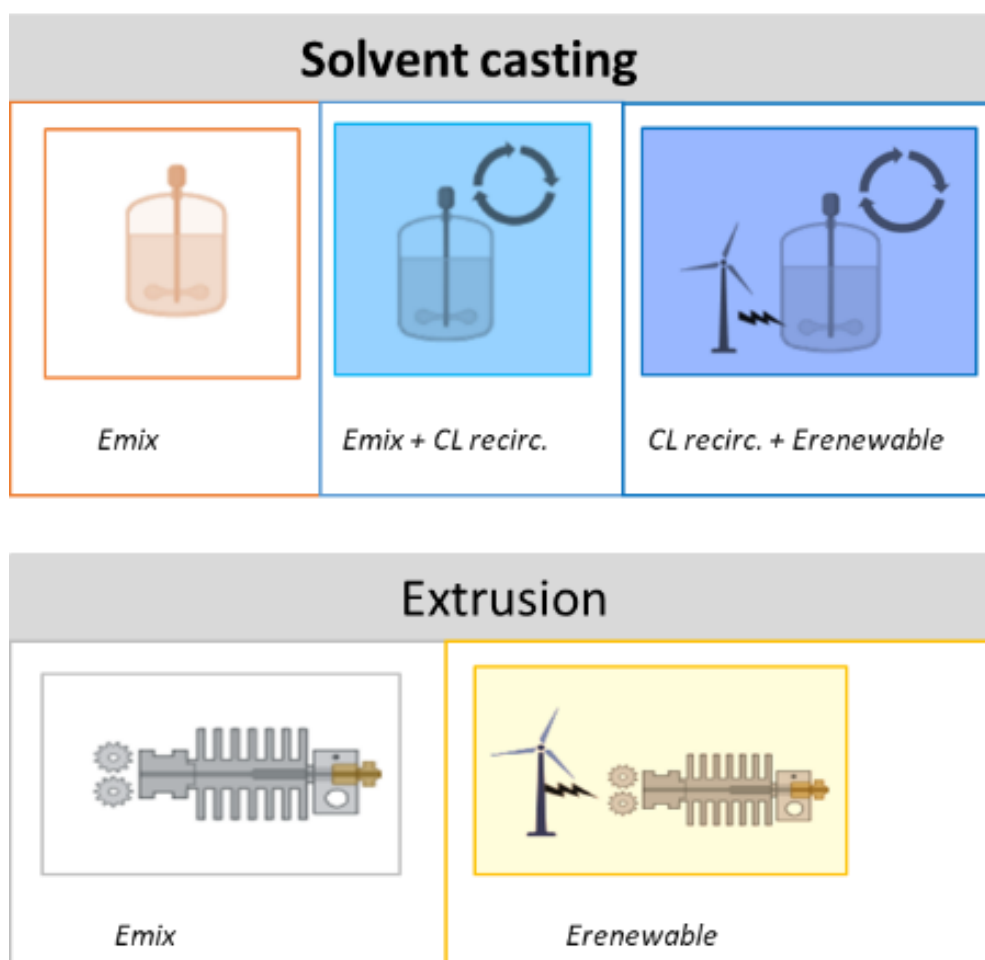 Solvent casting
Emix
Emix + CL recirc.
CL recirc. + Erenewable
Extrusion
Emix
Erenewable